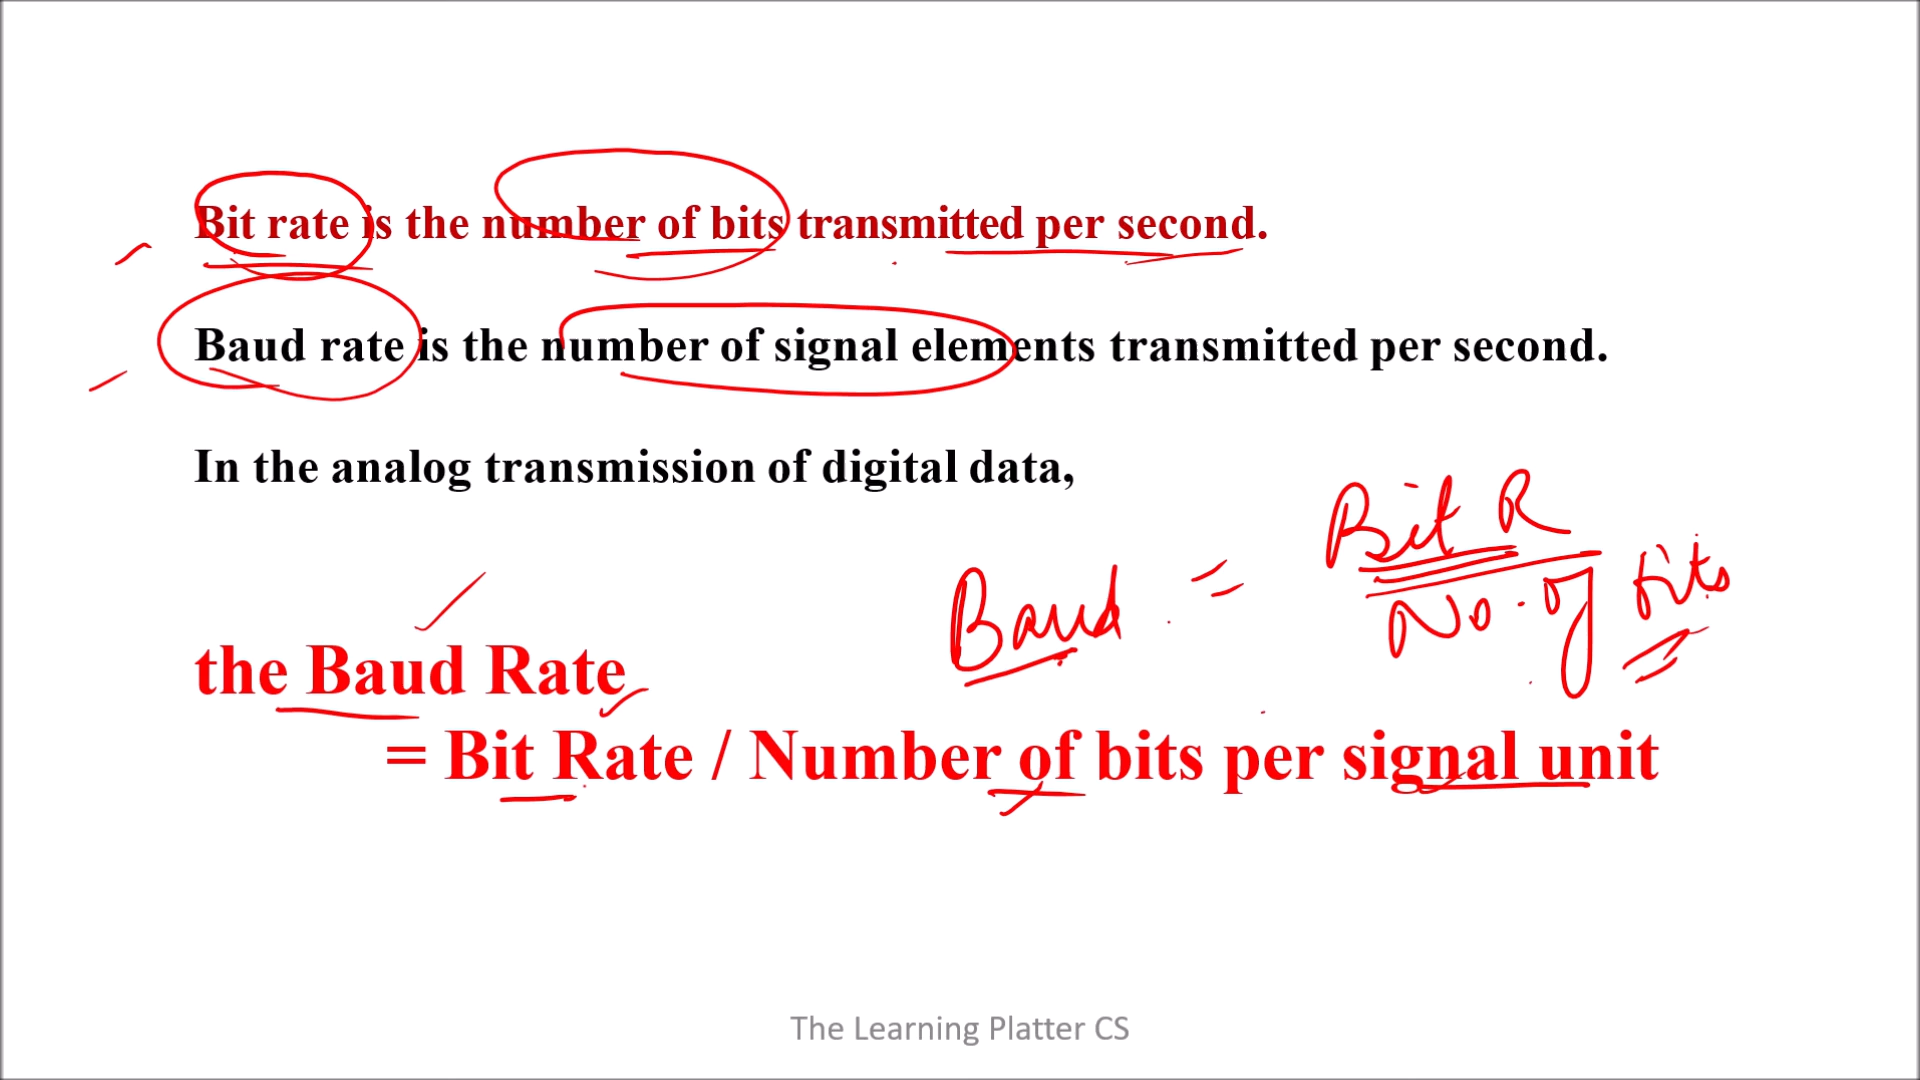 Bit rate is the number of bits transmitted per second.
Baud rate is the number of signal elements transmitted per second.
In the analog transmission of digital data,
Baud = Bit R
No. of bits
the Baud Rate
= Bit Rate / Number of bits per signal unit
The Learning Platter CS